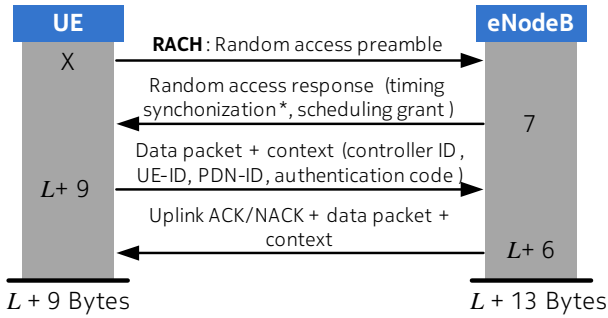 UE
eNodeB
RACH : Random access preamble
X
Random access response (timing
synchonization *, scheduling grant )
7
Data packet + context (controller ID ,
UE-ID, PDN-ID, authentication code )
L+ 9
Uplink ACK/NACK + data packet +
context
L+ 6
L + 9 Bytes
L + 13 Bytes